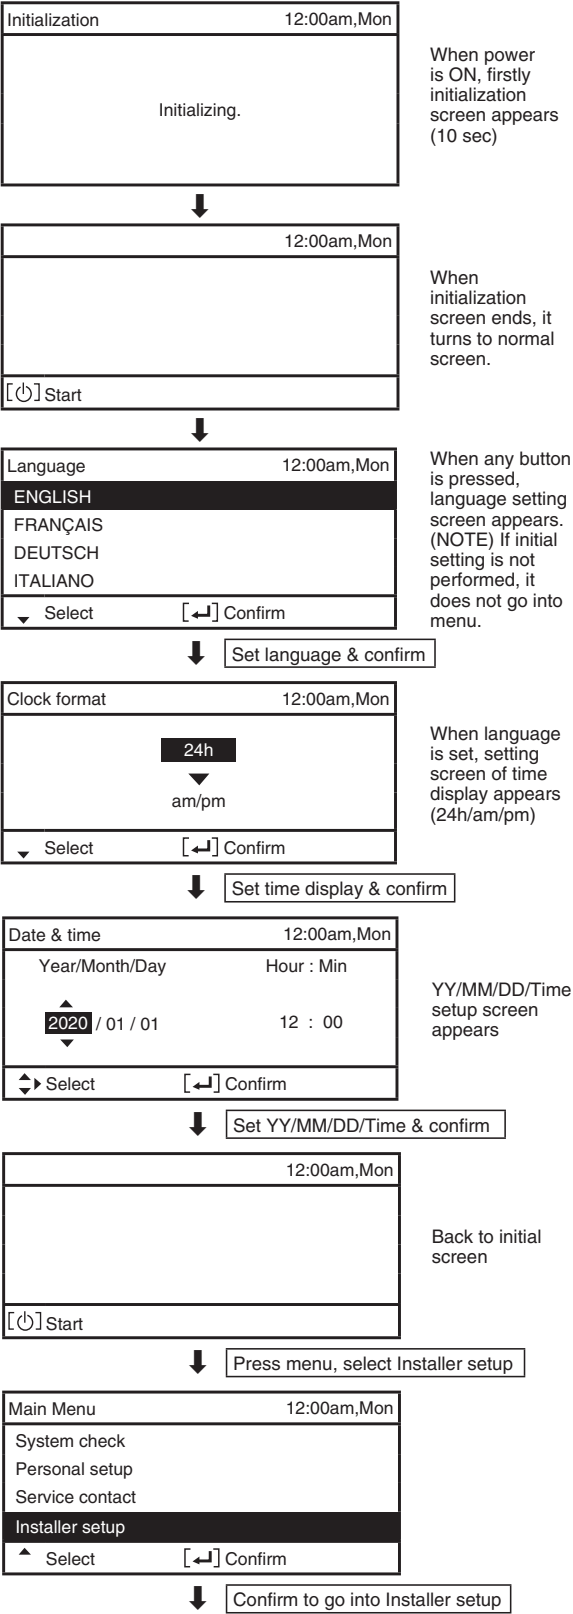 Initialization 12:00am,Mon
Initializing.
When power
is ON, firstly
initialization
screen appears
(10 sec)
12:00am,Mon
[⏻] Start
When
initialization
screen ends, it
turns to normal
screen.
Language 12:00am,Mon
ENGLISH
FRANÇAIS
DEUTSCH
ITALIANO
Select [↵] Confirm
When any button
is pressed,
language setting
screen appears.
(NOTE) If initial
setting is not
performed, it
does not go into
menu.
Set language & confirm
Clock format 12:00am,Mon
24h
am/pm
Select [↵] Confirm
When language
is set, setting
screen of time
display appears
(24h/am/pm)
Set time display & confirm
Date & time 12:00am,Mon
Year/Month/Day Hour : Min
2020 / 01 / 01 12 : 00
Select [↵] Confirm
YY/MM/DD/Time
setup screen
appears
Set YY/MM/DD/Time & confirm
12:00am,Mon
[⏻] Start
Back to initial
screen
Press menu, select Installer setup
Main Menu 12:00am,Mon
System check
Personal setup
Service contact
Installer setup
Select [↵] Confirm
Confirm to go into Installer setup